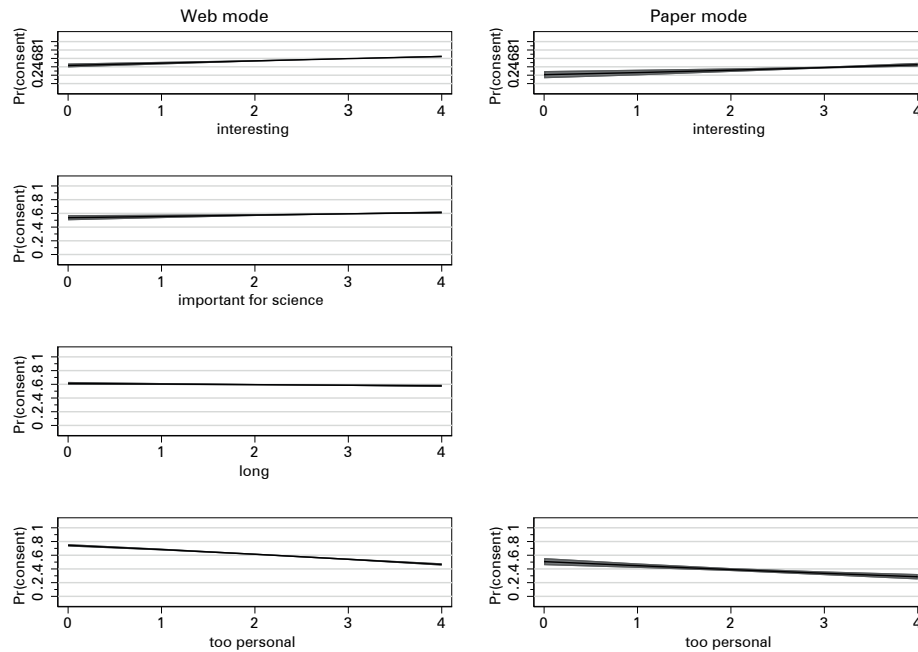 Web mode
Paper mode
Pr(consent)
0.24681
0 1 2 3 4
interesting
Pr(consent)
0.24681
0 1 2 3 4
interesting
Pr(consent)
0 .2.4.6.8 1
0 1 2 3 4
important for science
Pr(consent)
0 .2.4.6.8 1
0 1 2 3 4
long
Pr(consent)
0 .2.4.6.8 1
0 1 2 3 4
too personal
Pr(consent)
0 .2.4.6.8 1
0 1 2 3 4
too personal